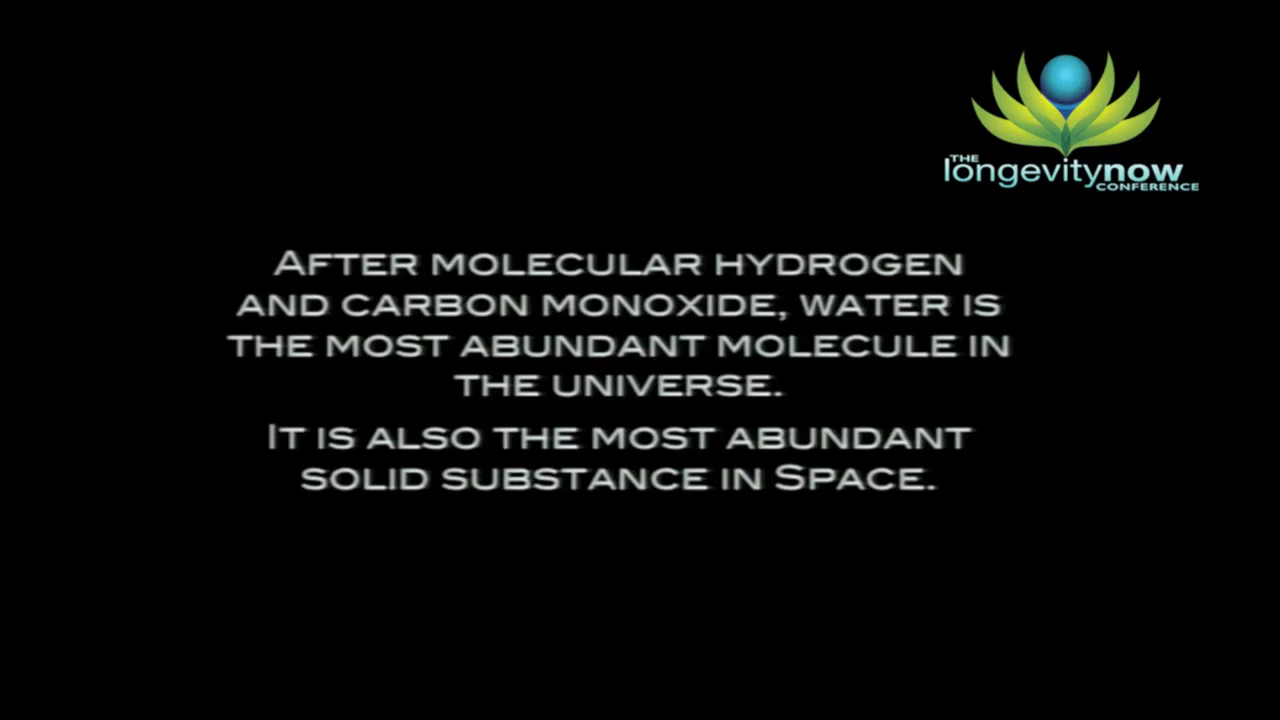 THE
longevitynow
CONFERENCE
AFTER MOLECULAR HYDROGEN
AND CARBON MONOXIDE, WATER IS
THE MOST ABUNDANT MOLECULE IN
THE UNIVERSE.
IT IS ALSO THE MOST ABUNDANT
SOLID SUBSTANCE IN SPACE.